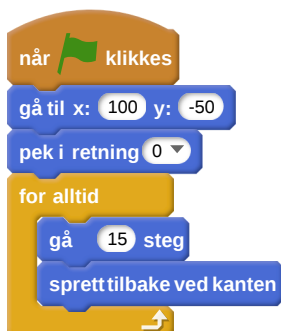 når klikkes
gå til x: 100 y: -50
pek i retning 0
for alltid
gå 15 steg
sprett tilbake ved kanten